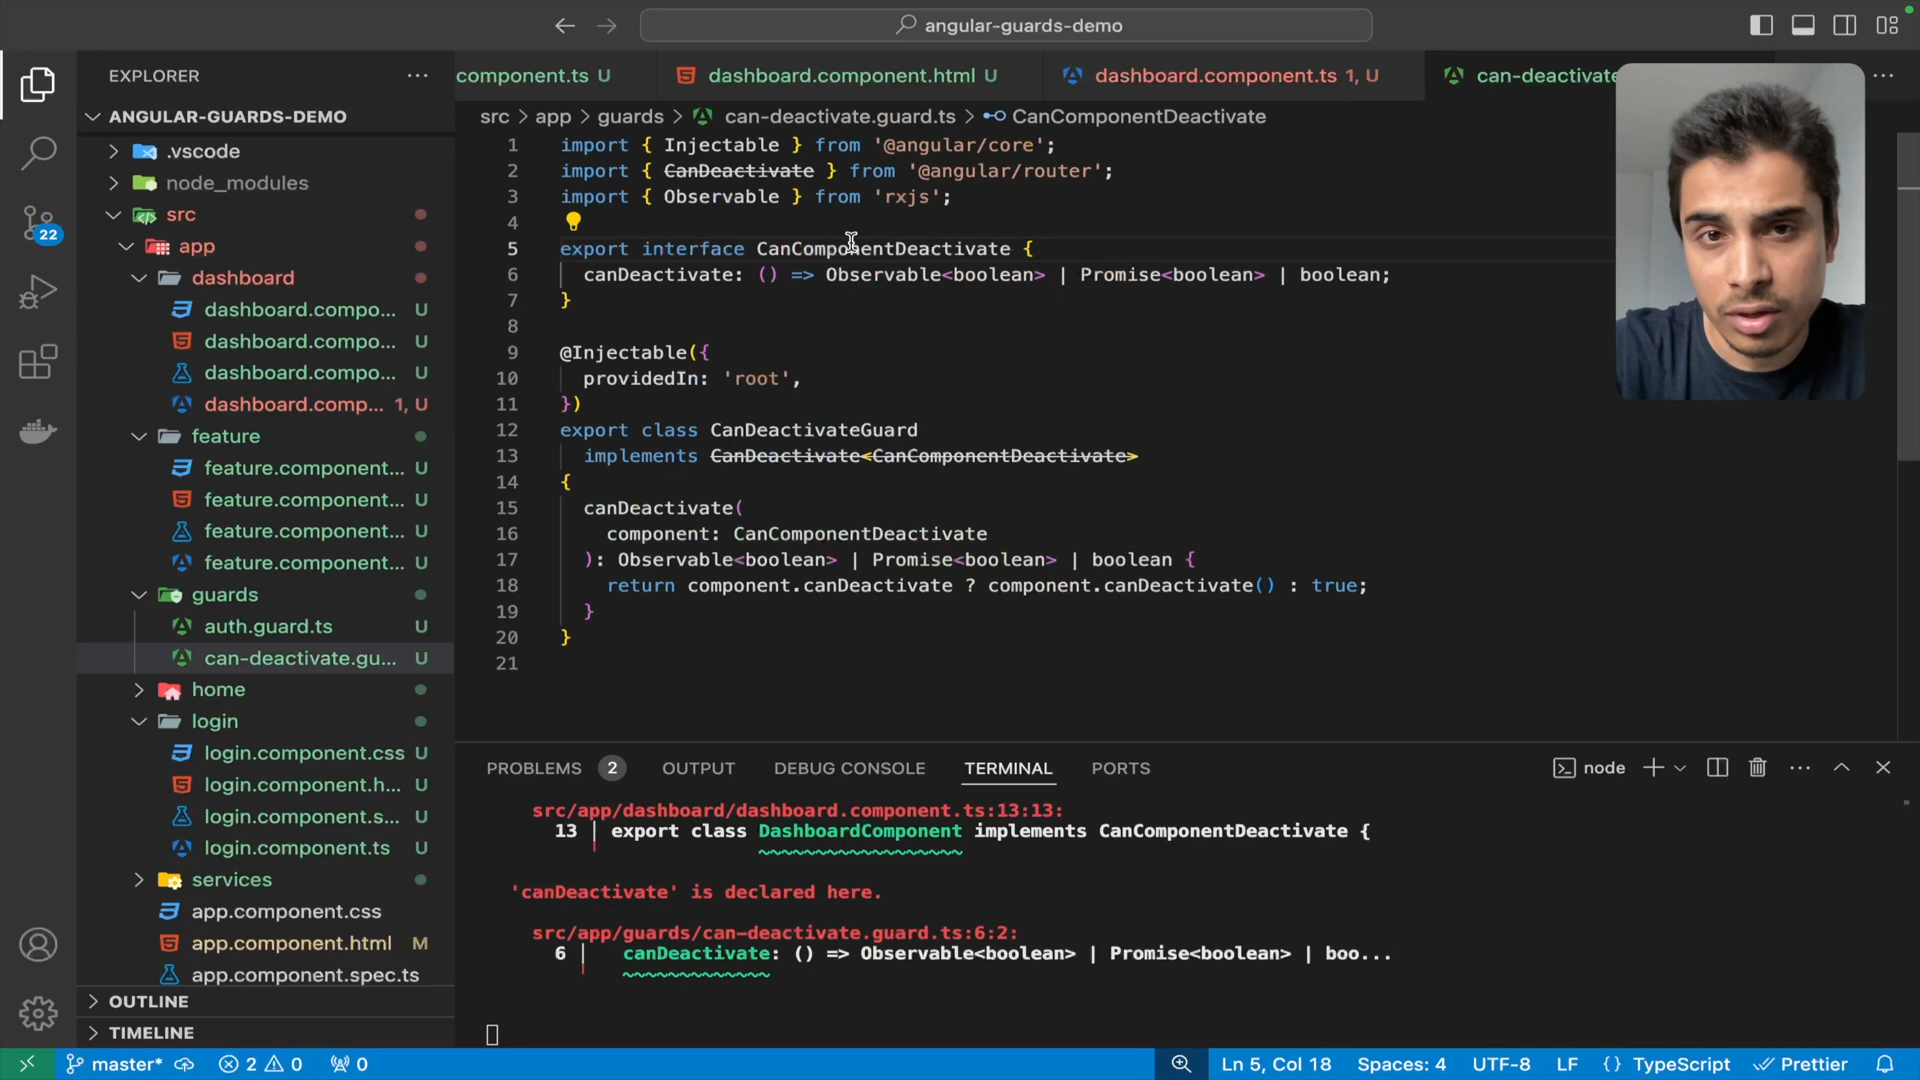 angular-guards-demo
EXPLORER
ANGULAR-GUARDS-DEMO
.vscode
node_modules
src
app
dashboard
dashboard.compo... U
dashboard.compo... U
dashboard.compo... U
dashboard.comp... 1, U
feature
feature.component... U
feature.component... U
feature.component... U
feature.component... U
guards
auth.guard.ts U
can-deactivate.gu... U
home
login
login.component.css U
login.component.h... U
login.component.s... U
login.component.ts U
services
app.component.css
app.component.html M
app.component.spec.ts
OUTLINE
TIMELINE
22
component.ts U
dashboard.component.html U
dashboard.component.ts 1, U
can-deactivate
src > app > guards > can-deactivate.guard.ts > CanComponentDeactivate
1 import { Injectable } from '@angular/core';
2 import { CanDeactivate } from '@angular/router';
3 import { Observable } from 'rxjs';
4
5 export interface CanComponentDeactivate {
6 canDeactivate: () => Observable<boolean> | Promise<boolean> | boolean;
7 }
8
9 @Injectable({
10 providedIn: 'root',
11 })
12 export class CanDeactivateGuard
13 implements CanDeactivate<CanComponentDeactivate>
14 {
15 canDeactivate(
16 component: CanComponentDeactivate
17 ): Observable<boolean> | Promise<boolean> | boolean {
18 return component.canDeactivate ? component.canDeactivate() : true;
19 }
20 }
21
PROBLEMS 2 OUTPUT DEBUG CONSOLE TERMINAL PORTS
node
src/app/dashboard/dashboard.component.ts:13:13:
13 | export class DashboardComponent implements CanComponentDeactivate {
'canDeactivate' is declared here.
src/app/guards/can-deactivate.guard.ts:6:2:
6 | canDeactivate: () => Observable<boolean> | Promise<boolean> | boo...
master* 2 0 0
Ln 5, Col 18 Spaces: 4 UTF-8 LF {} TypeScript Prettier